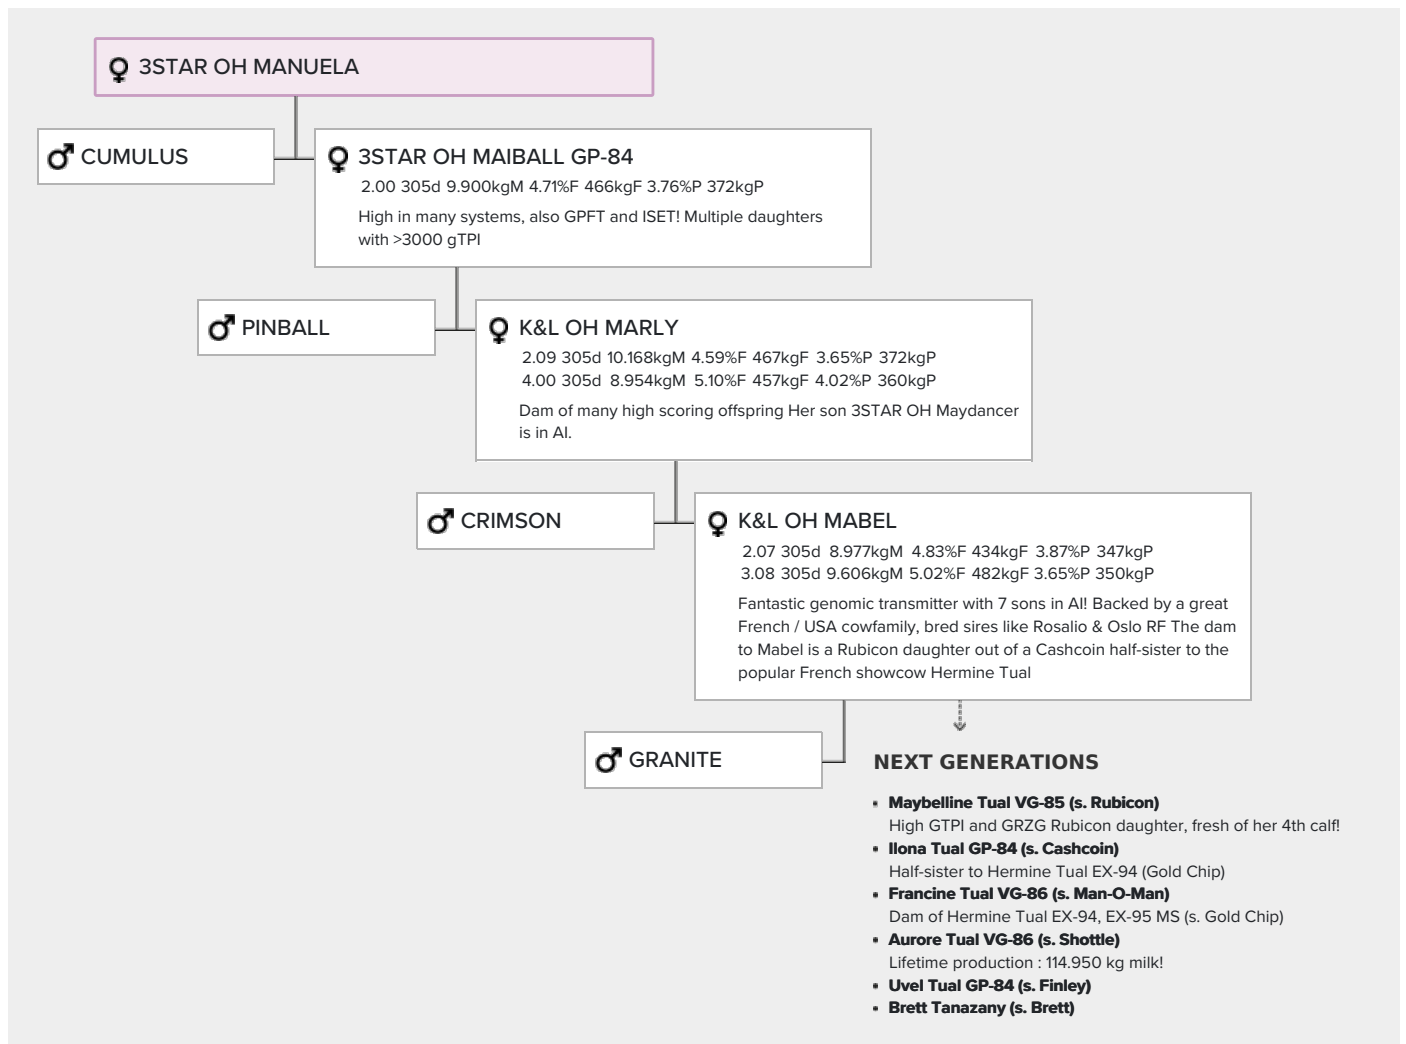 3STAR OH MANUELA
CUMULUS
3STAR OH MAIBALL GP-84
2.00 305d 9.900kgM 4.71%F 466kgF 3.76%P 372kgP
High in many systems, also GPFT and ISET! Multiple daughters
with >3000 gTPI
PINBALL
K&L OH MARLY
2.09 305d 10.168kgM 4.59%F 467kgF 3.65%P 372kgP
4.00 305d 8.954kgM 5.10%F 457kgF 4.02%P 360kgP
Dam of many high scoring offspring Her son 3STAR OH Maydancer
is in AI.
CRIMSON
K&L OH MABEL
2.07 305d 8.977kgM 4.83%F 434kgF 3.87%P 347kgP
3.08 305d 9.606kgM 5.02%F 482kgF 3.65%P 350kgP
Fantastic genomic transmitter with 7 sons in AI! Backed by a great
French / USA cowfamily, bred sires like Rosalio & Oslo RF The dam
to Mabel is a Rubicon daughter out of a Cashcoin half-sister to the
popular French showcow Hermine Tual
GRANITE
NEXT GENERATIONS
Maybelline Tual VG-85 (s. Rubicon)
High GTPI and GRZG Rubicon daughter, fresh of her 4th calf!
Ilona Tual GP-84 (s. Cashcoin)
Half-sister to Hermine Tual EX-94 (Gold Chip)
Francine Tual VG-86 (s. Man-O-Man)
Dam of Hermine Tual EX-94, EX-95 MS (s. Gold Chip)
Aurore Tual VG-86 (s. Shottle)
Lifetime production : 114.950 kg milk!
Uvel Tual GP-84 (s. Finley)
Brett Tanazany (s. Brett)